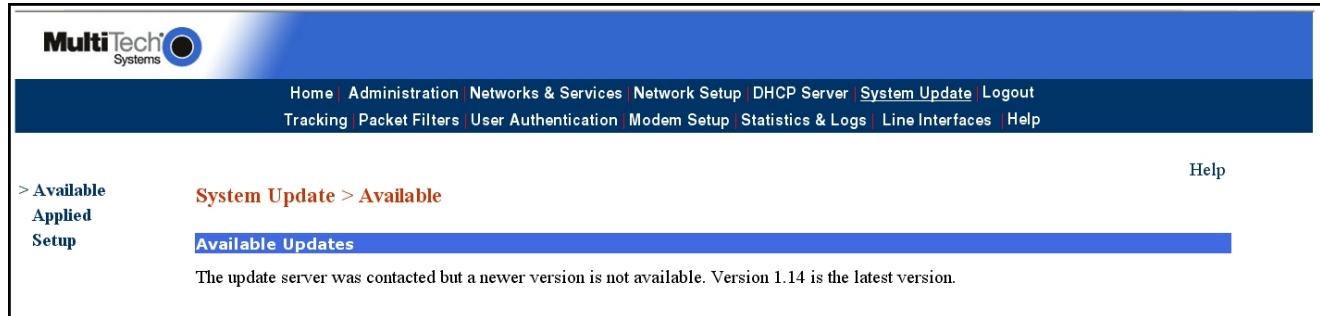 MultiTech
Systems
Home | Administration | Networks & Services | Network Setup | DHCP Server | System Update | Logout
Tracking | Packet Filters | User Authentication | Modem Setup | Statistics & Logs | Line Interfaces | Help
Help
> Available
Applied
Setup
System Update > Available
Available Updates
The update server was contacted but a newer version is not available. Version 1.14 is the latest version.